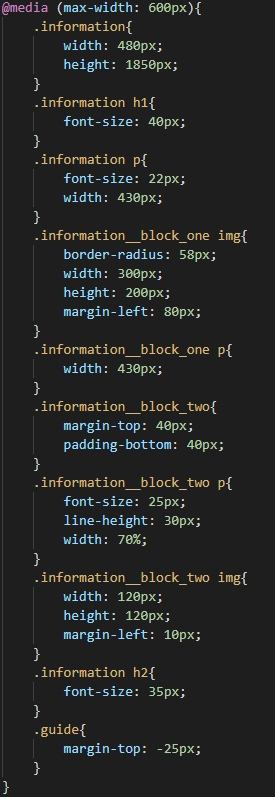 @media (max-width: 600px){
    .information{
        width: 480px;
        height: 1850px;
    }
    .information h1{
        font-size: 40px;
    }
    .information p{
        font-size: 22px;
        width: 430px;
    }
    .information__block_one img{
        border-radius: 58px;
        width: 300px;
        height: 200px;
        margin-left: 80px;
    }
    .information__block_one p{
        width: 430px;
    }
    .information__block_two{
        margin-top: 40px;
        padding-bottom: 40px;
    }
    .information__block_two p{
        font-size: 25px;
        line-height: 30px;
        width: 70%;
    }
    .information__block_two img{
        width: 120px;
        height: 120px;
        margin-left: 10px;
    }
    .information h2{
        font-size: 35px;
    }
    .guide{
        margin-top: -25px;
    }
}